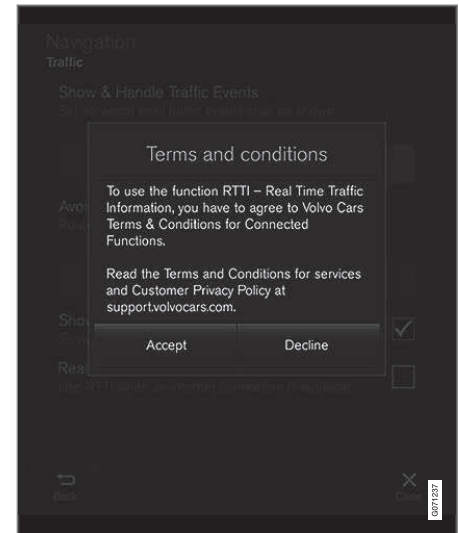 Navigation
Traffic
Show & Handle Traffic Events
Terms and conditions
To use the function RTTI – Real Time Traffic
Information, you have to agree to Volvo Cars
Terms & Conditions for Connected
Functions.
Read the Terms and Conditions for services
and Customer Privacy Policy at
support.volvocars.com.
Accept
Decline
Back
Close
G071237